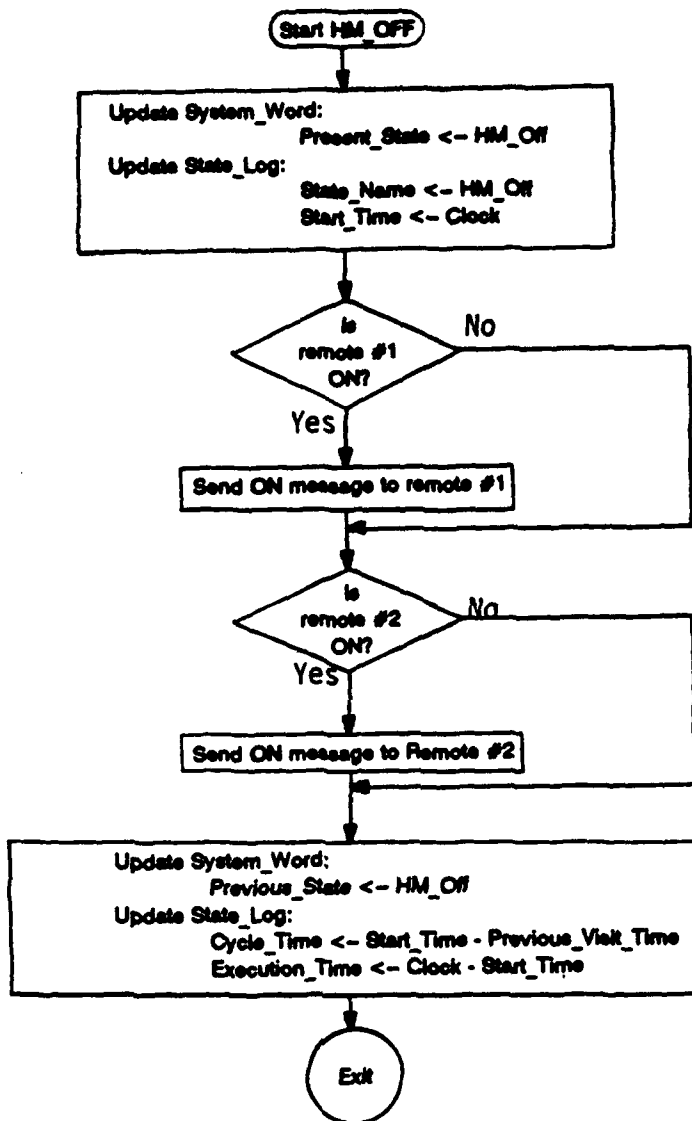 Start HM_OFF
Update System_Word:
Present_State <- HM_Off
Update State_Log:
State_Name <- HM_Off
Start_Time <- Clock
Is
remote #1
ON?
No
Yes
Send ON message to remote #1
Is
remote #2
ON?
No
Yes
Send ON message to Remote #2
Update System_Word:
Previous_State <- HM_Off
Update State_Log:
Cycle_Time <- Start_Time - Previous_Visit_Time
Execution_Time <- Clock - Start_Time
Exit